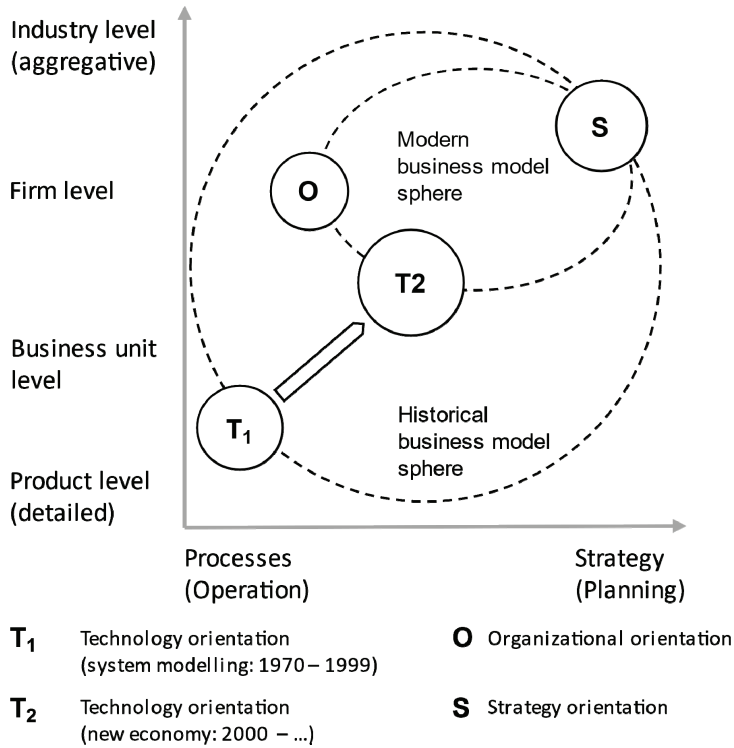 Industry level
(aggregative)
S
Modern
business model
sphere
Firm level
O
T2
Business unit
level
T₁
Historical
business model
sphere
Product level
(detailed)
Processes
(Operation)
Strategy
(Planning)
T₁ Technology orientation
(system modelling: 1970 – 1999)
O Organizational orientation
T₂ Technology orientation
(new economy: 2000 – ...)
S Strategy orientation